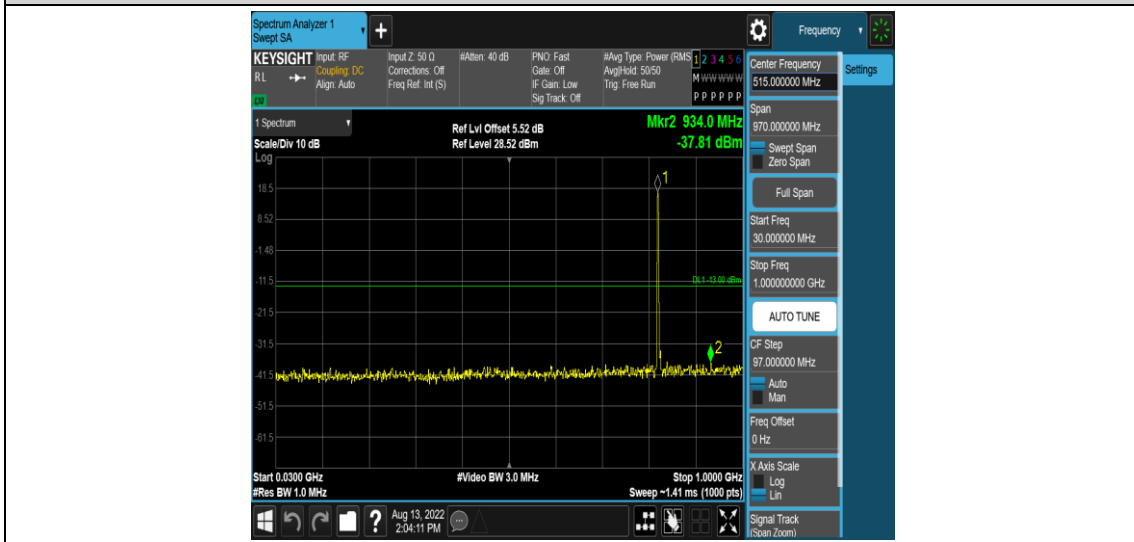 Spectrum Analyzer 1
Swept SA
+
Frequency
KEYSIGHT
RL
LXI
Input: RF
Coupling: DC
Align: Auto
Input Z: 50 Ω
Corrections: Off
Freq Ref: Int (S)
#Atten: 40 dB
PNO: Fast
Gate: Off
IF Gain: Low
Sig Track: Off
#Avg Type: Power (RMS
Avg|Hold: 50/50
Trig: Free Run
1 2 3 4 5 6
M W W W W W
P P P P P P
1 Spectrum
Scale/Div 10 dB
Log
Ref Lvl Offset 5.52 dB
Ref Level 28.52 dBm
Mkr2 934.0 MHz
-37.81 dBm
1
18.5
8.52
-1.48
-11.5
DL1 -13.00 dBm
-21.5
-31.5
2
-41.5
-51.5
-61.5
Start 0.0300 GHz
#Res BW 1.0 MHz
#Video BW 3.0 MHz
Stop 1.0000 GHz
Sweep ~1.41 ms (1000 pts)
Aug 13, 2022
2:04:11 PM
?
Center Frequency
515.000000 MHz
Settings
Span
970.000000 MHz
Swept Span
Zero Span
Full Span
Start Freq
30.000000 MHz
Stop Freq
1.000000000 GHz
AUTO TUNE
CF Step
97.000000 MHz
Auto
Man
Freq Offset
0 Hz
X Axis Scale
Log
Lin
Signal Track
(Span Zoom)